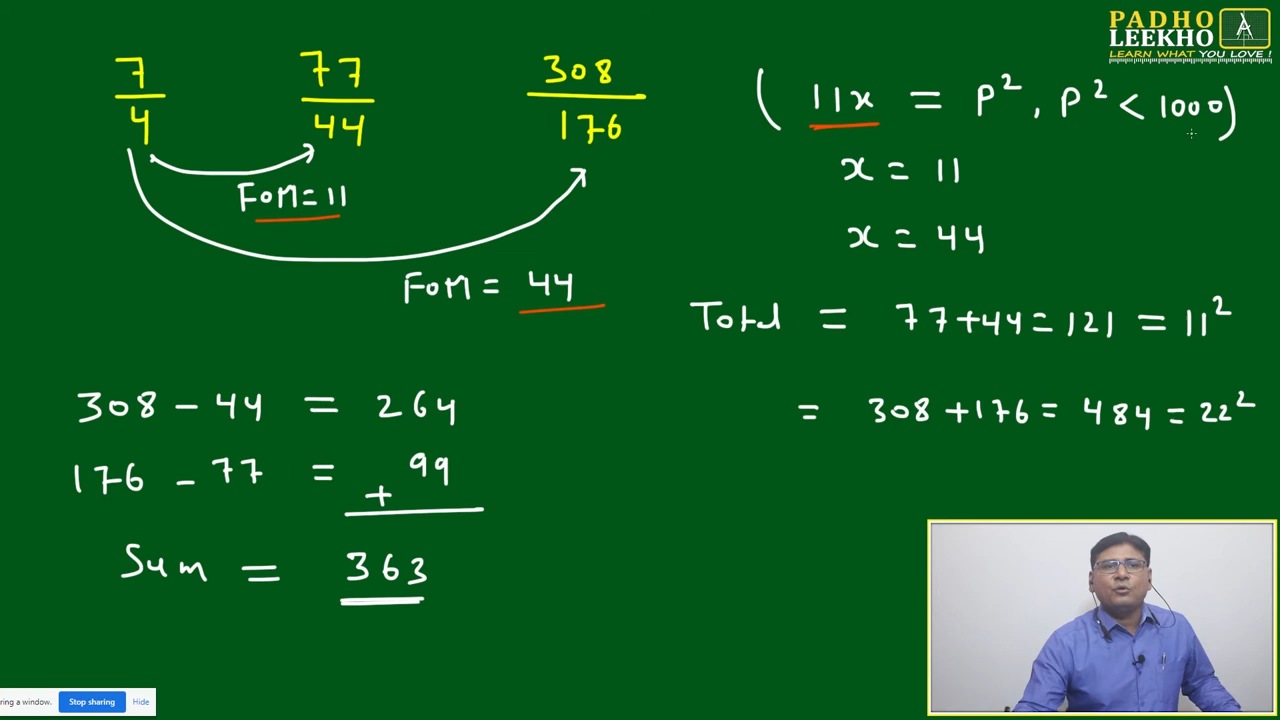 PADHO
LEEKHO
LEARN WHAT YOU LOVE !
7/4 77/44 308/176
FOM = 11
FOM = 44
(11x = p², p² < 1000)
x = 11
x = 44
Total = 77+44 = 121 = 11²
= 308 + 176 = 484 = 22²
308 - 44 = 264
176 - 77 = + 99
Sum = 363
ring a window. Stop sharing Hide